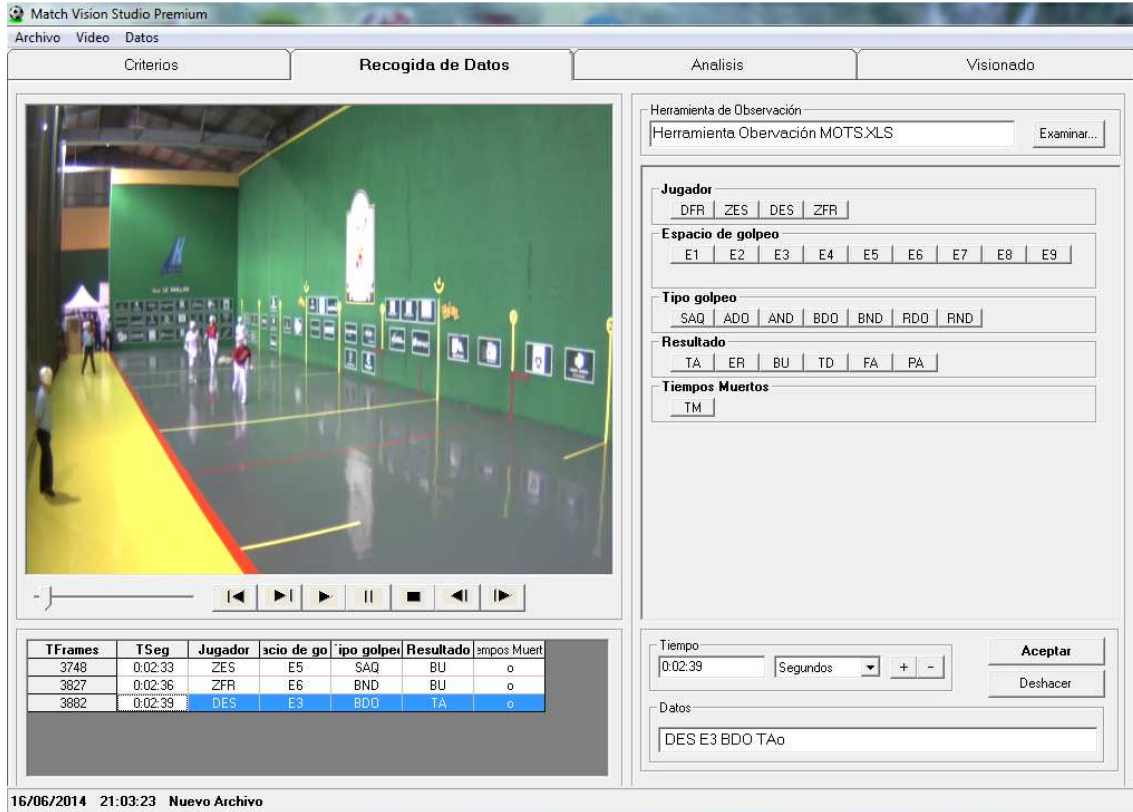 Match Vision Studio Premium
Archivo Video Datos
Criterios Recogida de Datos Analisis Visionado
Herramienta de Observación
Herramienta Obervación MOTS.XLS Examinar...
Jugador
DFR ZES DES ZFR
Espacio de golpeo
E1 E2 E3 E4 E5 E6 E7 E8 E9
Tipo golpeo
SAQ ADO AND BDO BND RDO RND
Resultado
TA ER BU TD FA PA
Tiempos Muertos
TM
TFrames TSeg Jugador acio de go ipo golpe Resultado empos Muert
3748 0:02:33 ZES E5 SAQ BU o
3827 0:02:36 ZFR E6 BND BU o
3882 0:02:39 DES E3 BDO TA o
Tiempo
0:02:39 Segundos + -
Aceptar
Deshacer
Datos
DES E3 BDO TAo
16/06/2014 21:03:23 Nuevo Archivo